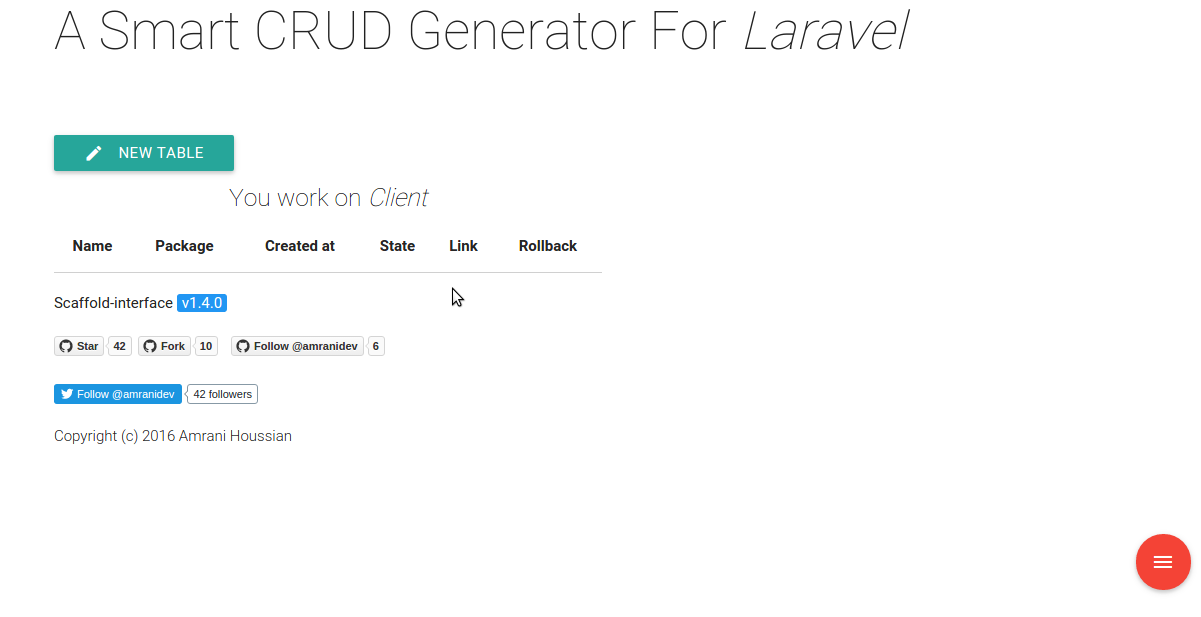 A Smart CRUD Generator For Laravel
NEW TABLE
You work on Client
Name Package Created at State Link Rollback
Scaffold-interface v1.4.0
Star 42 Fork 10 Follow @amranidev 6
Follow @amranidev 42 followers
Copyright (c) 2016 Amrani Houssian